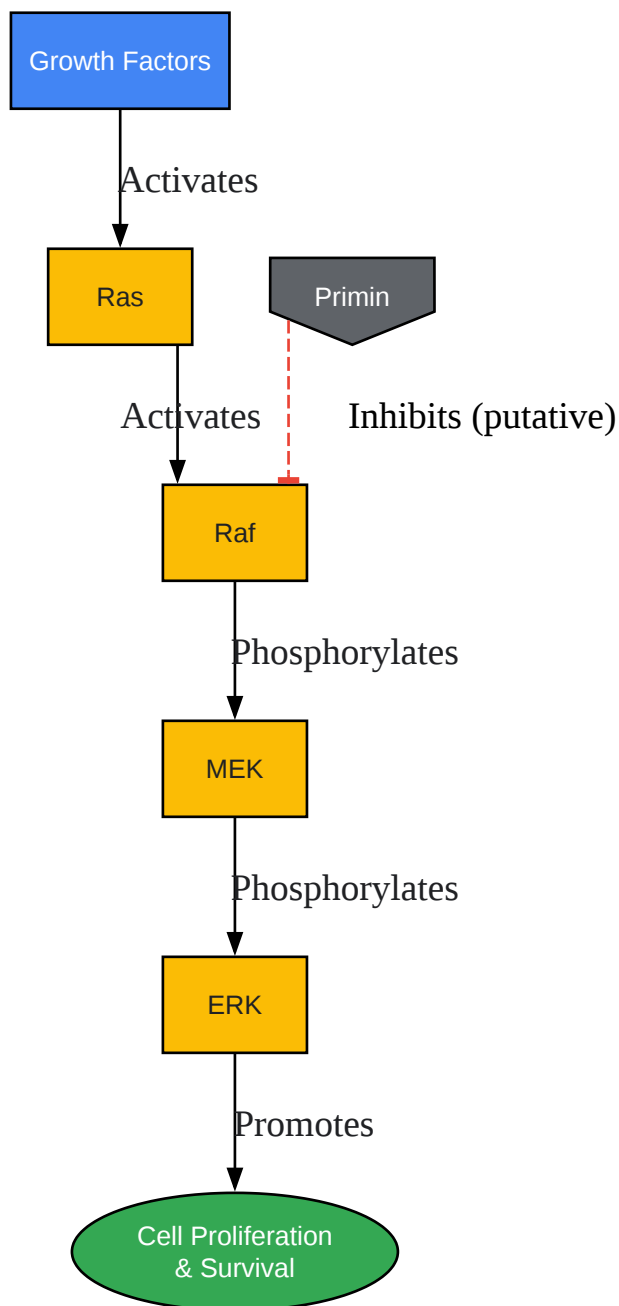 Growth Factors
Activates
Ras
Primin
Activates
Inhibits (putative)
Raf
Phosphorylates
MEK
Phosphorylates
ERK
Promotes
Cell Proliferation
& Survival